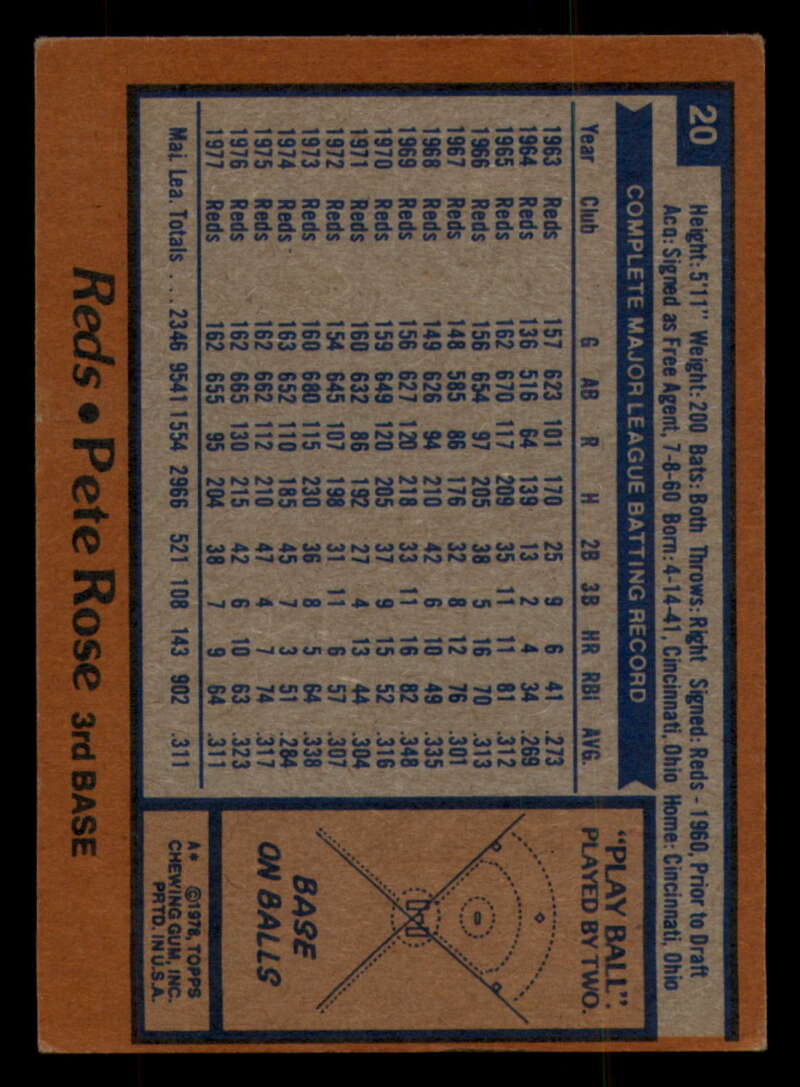 20
Height: 5'11" Weight: 200 Bats: Both Throws: Right Signed: Reds - 1960, Prior to Draft
Acq: Signed as Free Agent, 7-8-60 Born: 4-14-41, Cincinnati, Ohio Home: Cincinnati, Ohio
COMPLETE MAJOR LEAGUE BATTING RECORD
Year Club G AB R H 2B 3B HR RBI AVG.
1963 Reds 157 623 101 170 25 9 6 41 .273
1964 Reds 136 516 64 139 13 2 4 34 .269
1965 Reds 162 670 117 209 35 11 11 81 .312
1966 Reds 156 654 97 205 38 5 16 70 .313
1967 Reds 148 585 86 176 32 8 12 76 .301
1968 Reds 149 626 94 210 42 6 10 49 .335
1969 Reds 156 627 120 218 33 11 16 82 .348
1970 Reds 159 649 120 205 37 9 15 52 .316
1971 Reds 160 632 86 192 27 4 13 44 .304
1972 Reds 154 645 107 198 31 11 6 57 .307
1973 Reds 160 680 115 230 36 8 5 64 .338
1974 Reds 163 652 110 185 45 7 3 51 .284
1975 Reds 162 662 112 210 47 4 7 74 .317
1976 Reds 162 665 130 215 42 6 10 63 .323
1977 Reds 162 655 95 204 38 7 9 64 .311
Maj. Lea. Totals . . . 2346 9541 1554 2966 521 108 143 902 .311
"PLAY BALL".
PLAYED BY TWO.
BASE
ON BALLS
A* ©1978, TOPPS
CHEWING GUM, INC.
PRTD. IN U.S.A.
Reds • Pete Rose 3rd BASE